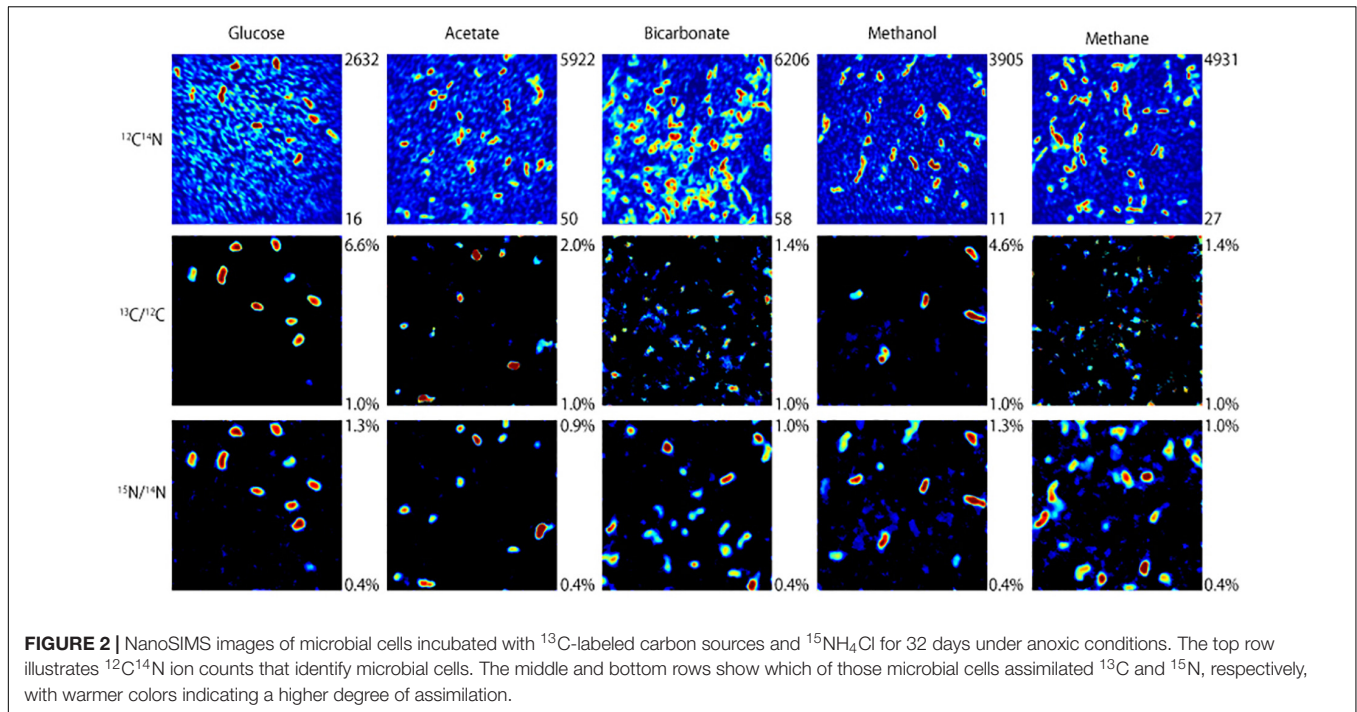 Glucose Acetate Bicarbonate Methanol Methane
2632 5922 6206 3905 4931
¹²C¹⁴N
16 50 58 11 27
6.6% 2.0% 1.4% 4.6% 1.4%
¹³C/¹²C
1.0% 1.0% 1.0% 1.0% 1.0%
1.3% 0.9% 1.0% 1.3% 1.0%
¹⁵N/¹⁴N
0.4% 0.4% 0.4% 0.4% 0.4%
FIGURE 2 | NanoSIMS images of microbial cells incubated with ¹³C-labeled carbon sources and ¹⁵NH₄Cl for 32 days under anoxic conditions. The top row
illustrates ¹²C¹⁴N ion counts that identify microbial cells. The middle and bottom rows show which of those microbial cells assimilated ¹³C and ¹⁵N, respectively,
with warmer colors indicating a higher degree of assimilation.